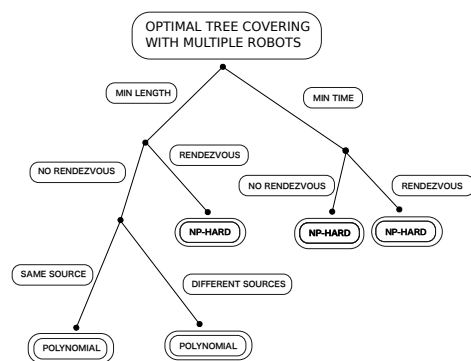 OPTIMAL TREE COVERING
WITH MULTIPLE ROBOTS
MIN LENGTH
MIN TIME
NO RENDEZVOUS
RENDEZVOUS
NO RENDEZVOUS
RENDEZVOUS
NP-HARD
NP-HARD
NP-HARD
SAME SOURCE
DIFFERENT SOURCES
POLYNOMIAL
POLYNOMIAL